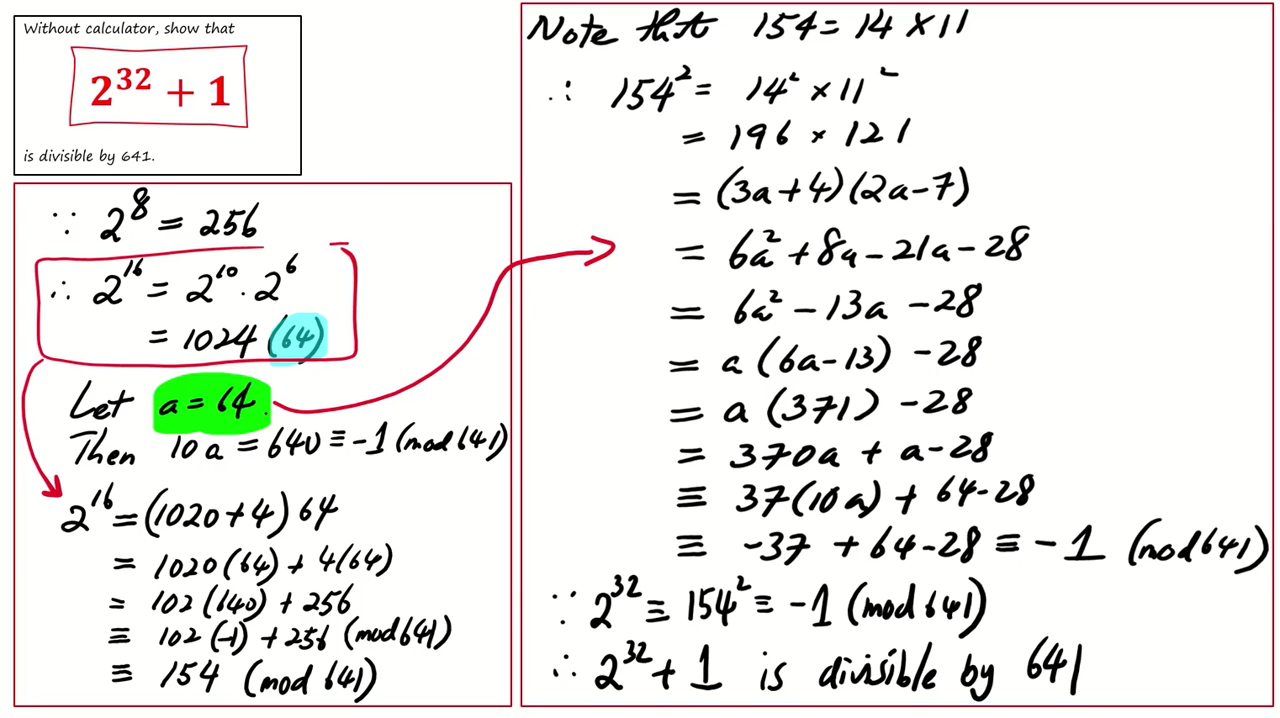 Without calculator, show that
2³² + 1
is divisible by 641.
∵ 2⁸ = 256
∴ 2¹⁶ = 2¹⁰ · 2⁶
= 1024 (64)
Let a = 64.
Then 10a = 640 ≡ -1 (mod 641)
2¹⁶ = (1020 + 4) 64
= 1020 (64) + 4(64)
= 102 (640) + 256
≡ 102 (-1) + 256 (mod 641)
≡ 154 (mod 641)
Note that 154 = 14 × 11
∴ 154² = 14² × 11²
= 196 × 121
= (3a + 4)(2a - 7)
= 6a² + 8a - 21a - 28
= 6a² - 13a - 28
= a (6a - 13) - 28
= a (371) - 28
= 370a + a - 28
≡ 37(10a) + 64 - 28
≡ -37 + 64 - 28 ≡ -1 (mod 641)
∵ 2³² ≡ 154² ≡ -1 (mod 641)
∴ 2³² + 1 is divisible by 641